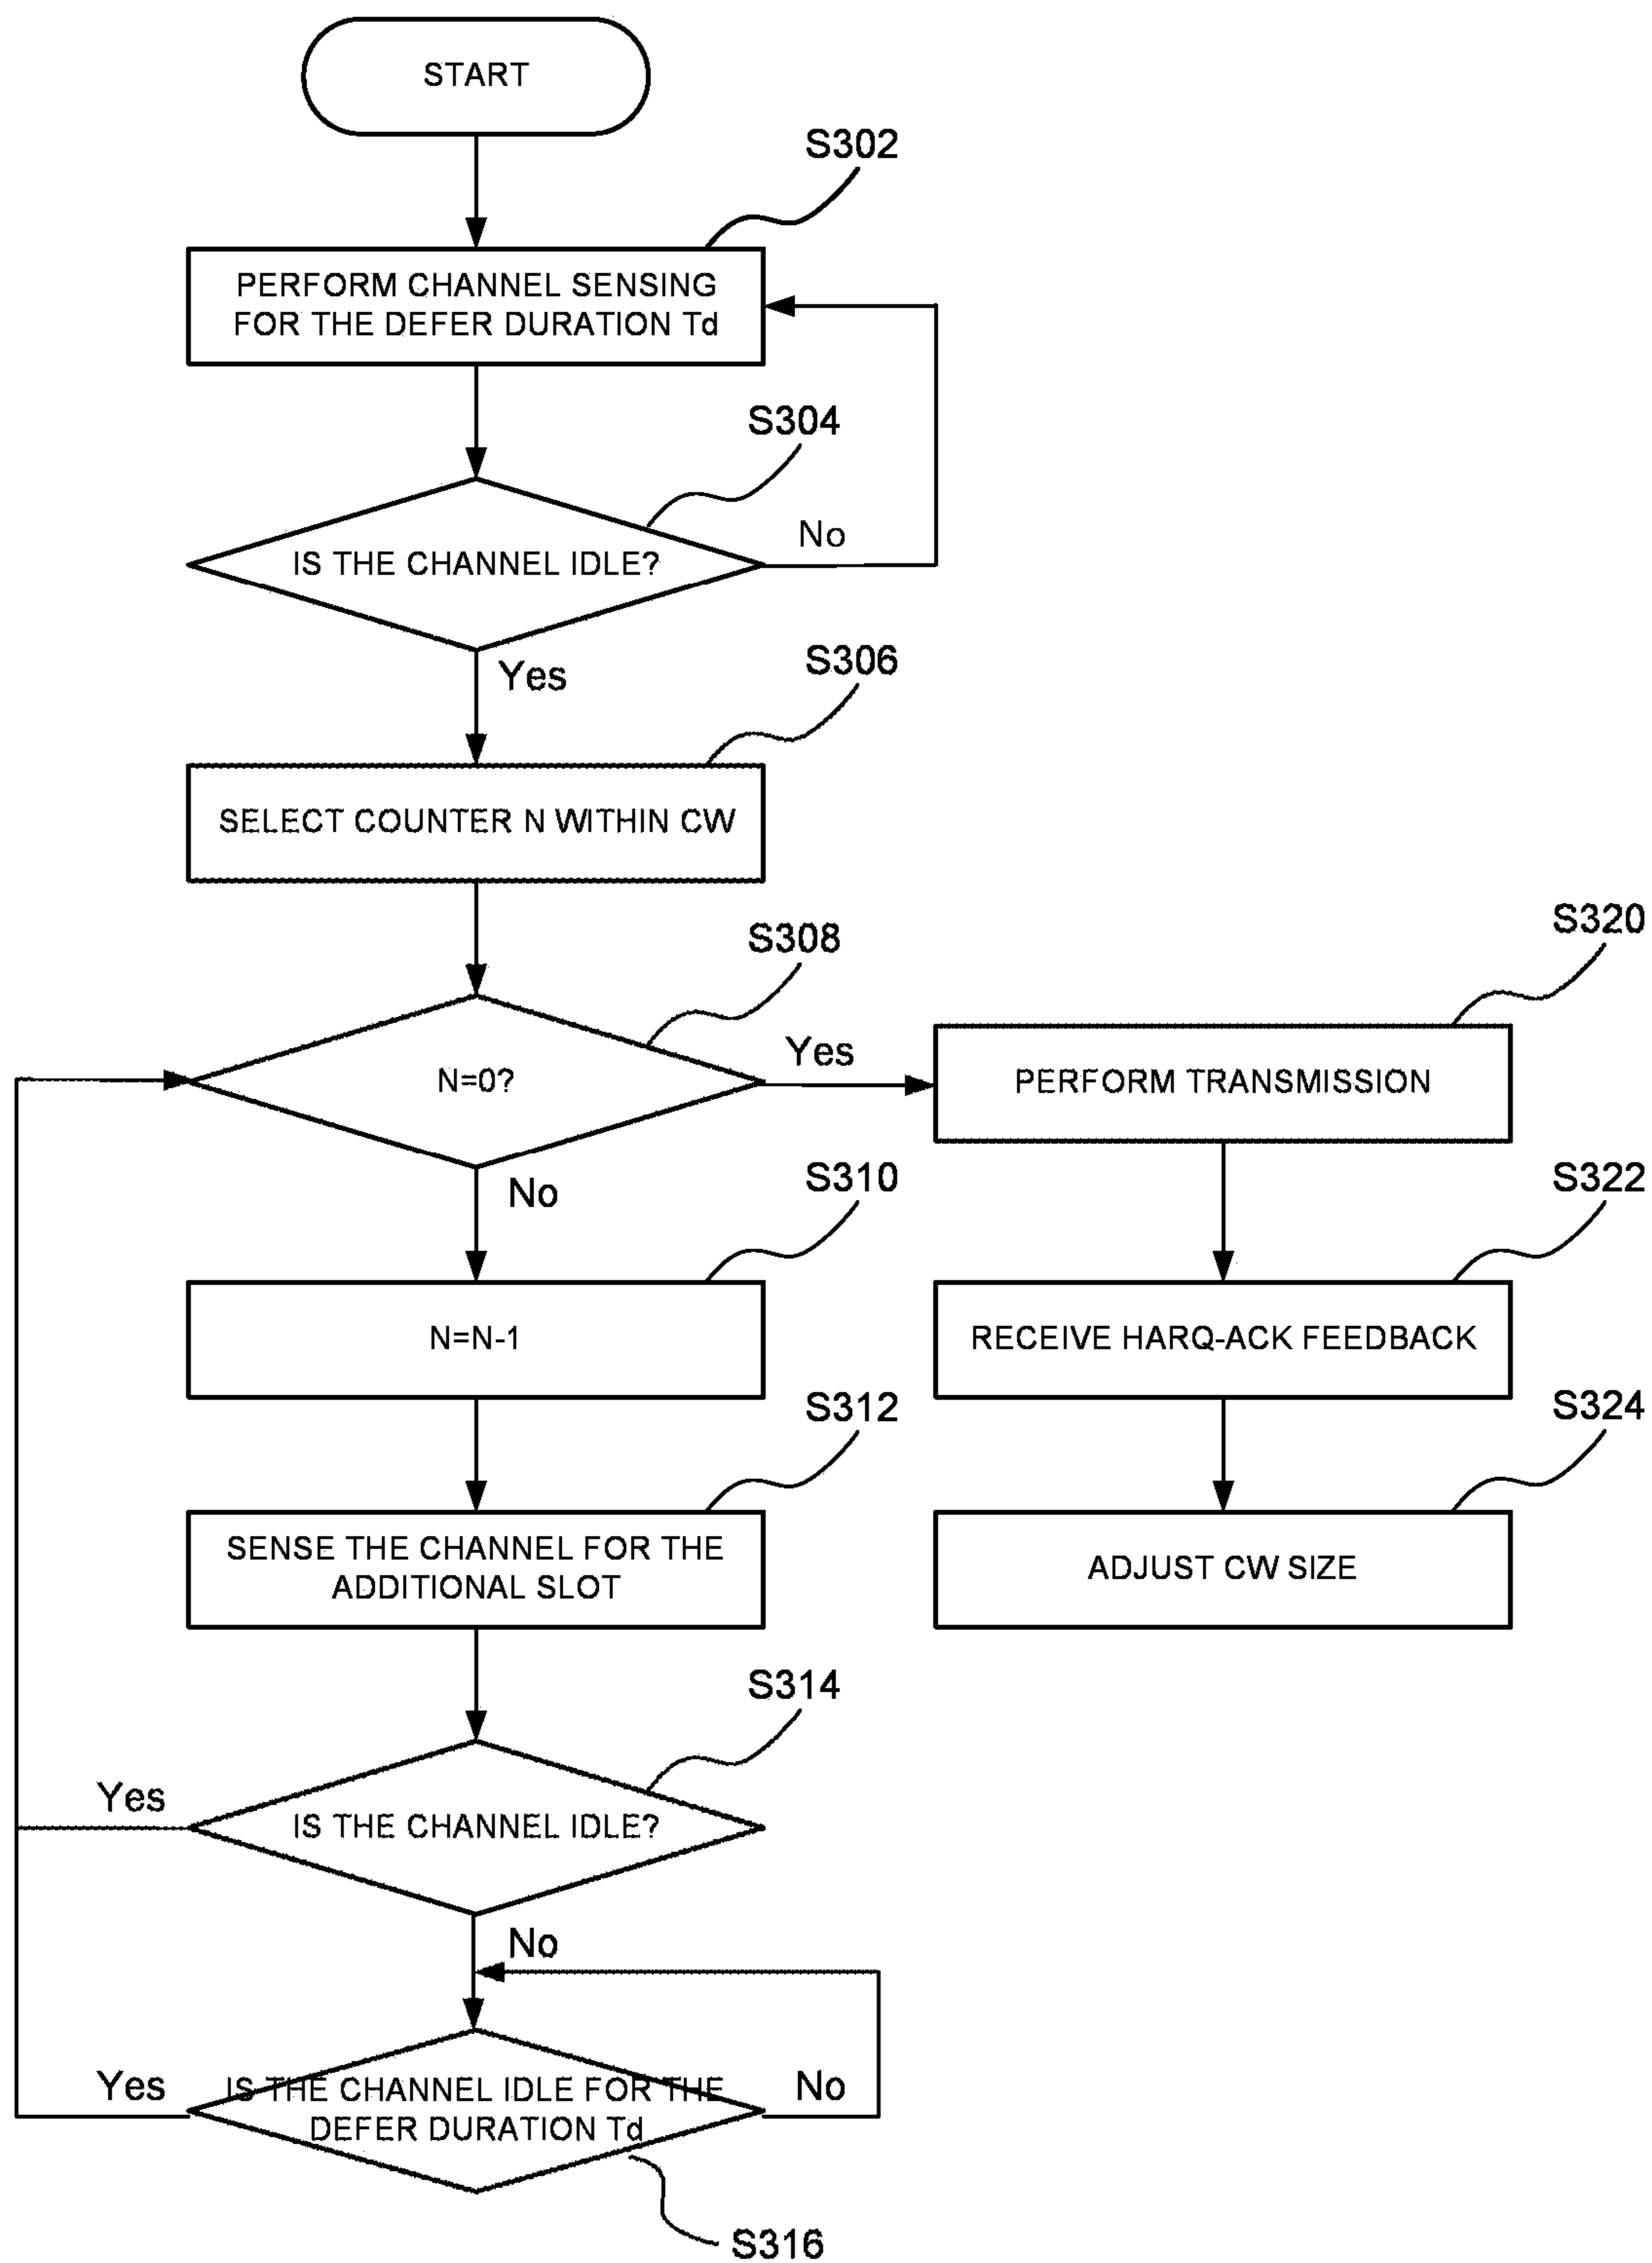 START
S302
PERFORM CHANNEL SENSING
FOR THE DEFER DURATION Td
S304
IS THE CHANNEL IDLE?
No
Yes
S306
SELECT COUNTER N WITHIN CW
S308
N=0?
Yes
S320
PERFORM TRANSMISSION
No
S310
N=N-1
S322
RECEIVE HARQ-ACK FEEDBACK
S312
SENSE THE CHANNEL FOR THE
ADDITIONAL SLOT
S324
ADJUST CW SIZE
S314
IS THE CHANNEL IDLE?
Yes
No
IS THE CHANNEL IDLE FOR THE
DEFER DURATION Td
Yes
No
S316